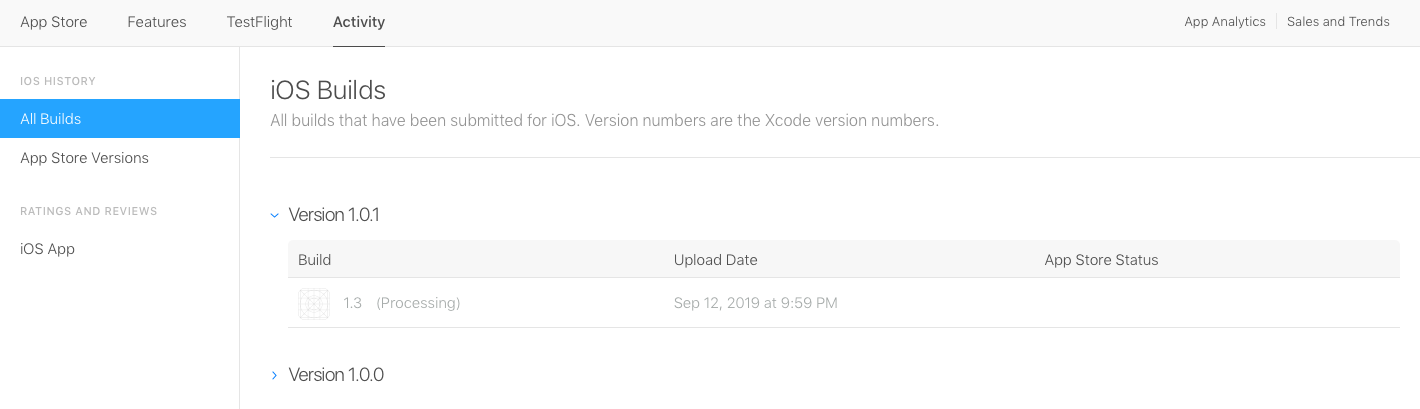 App Store Features TestFlight Activity App Analytics Sales and Trends
IOS HISTORY
All Builds
App Store Versions
RATINGS AND REVIEWS
iOS App
iOS Builds
All builds that have been submitted for iOS. Version numbers are the Xcode version numbers.
Version 1.0.1
Build Upload Date App Store Status
1.3 (Processing) Sep 12, 2019 at 9:59 PM
Version 1.0.0